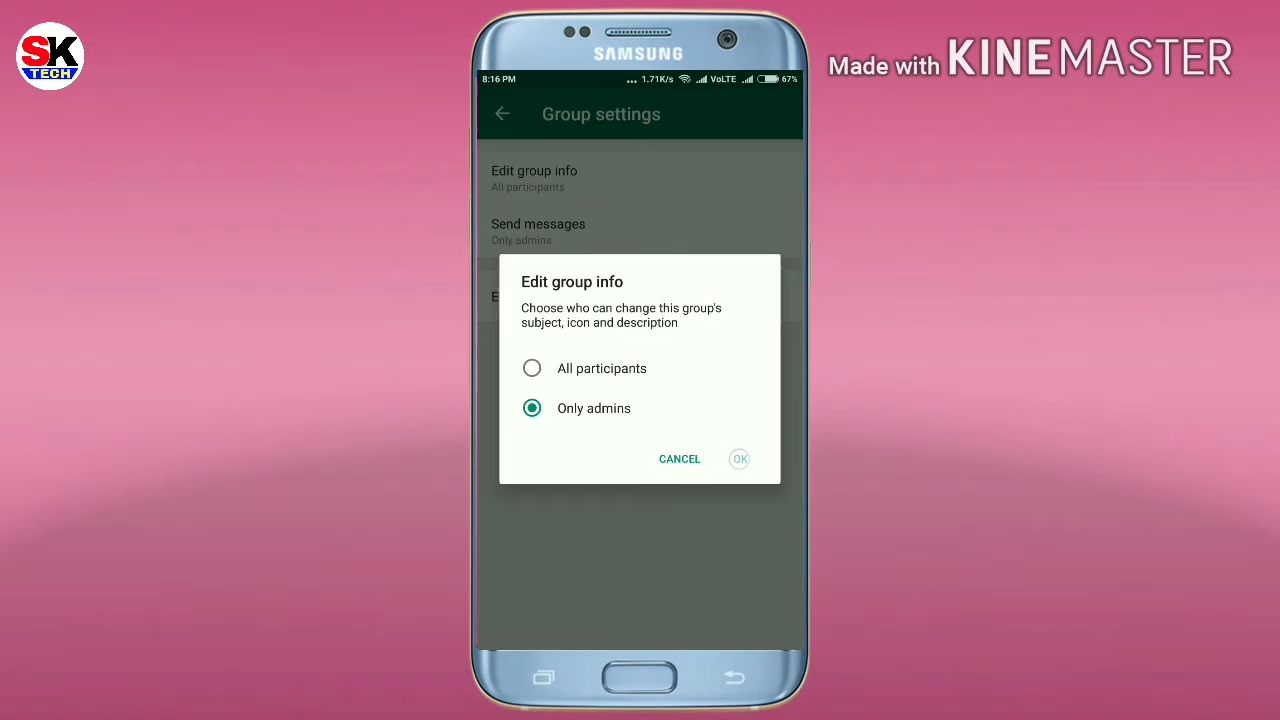 SK
TECH
Made with KINEMASTER
SAMSUNG
8:16 PM ... 1.71K/s VoLTE 67%
Group settings
Edit group info
All participants
Send messages
Only admins
E
Edit group info
Choose who can change this group's
subject, icon and description
All participants
Only admins
CANCEL OK